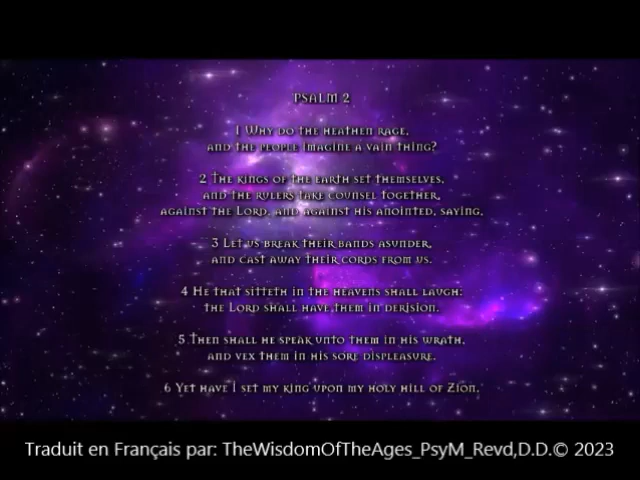 PSALM 2
1 WHY DO THE HEATHEN RAGE,
AND THE PEOPLE IMAGINE A VAIN THING?
2 THE KINGS OF THE EARTH SET THEMSELVES,
AND THE RULERS TAKE COUNSEL TOGETHER,
AGAINST THE LORD, AND AGAINST HIS ANOINTED, SAYING,
3 LET US BREAK THEIR BANDS ASUNDER,
AND CAST AWAY THEIR CORDS FROM US.
4 HE THAT SITTETH IN THE HEAVENS SHALL LAUGH:
THE LORD SHALL HAVE THEM IN DERISION.
5 THEN SHALL HE SPEAK UNTO THEM IN HIS WRATH,
AND VEX THEM IN HIS SORE DISPLEASURE.
6 YET HAVE I SET MY KING UPON MY HOLY HILL OF ZION.
Traduit en Français par: TheWisdomOfTheAges_PsyM_Revd,D.D.© 2023